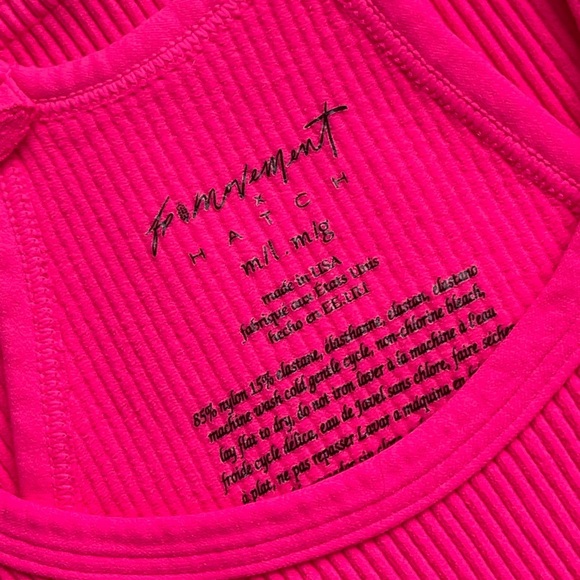 fp movement
X
HATCH
m/l. m/g
made in USA
fabriqué aux États Unis
hecho en EE.UU
85% nylon 15% elastane, élasthanne, elastan, elastano
machine wash cold gentle cycle, non-chlorine bleach,
lay flat to dry, do not iron laver à la machine à l'eau
froide cycle délica, eau de Javel sans chlore, faire sécher
à plat, ne pas repasser Lavar a máquina en